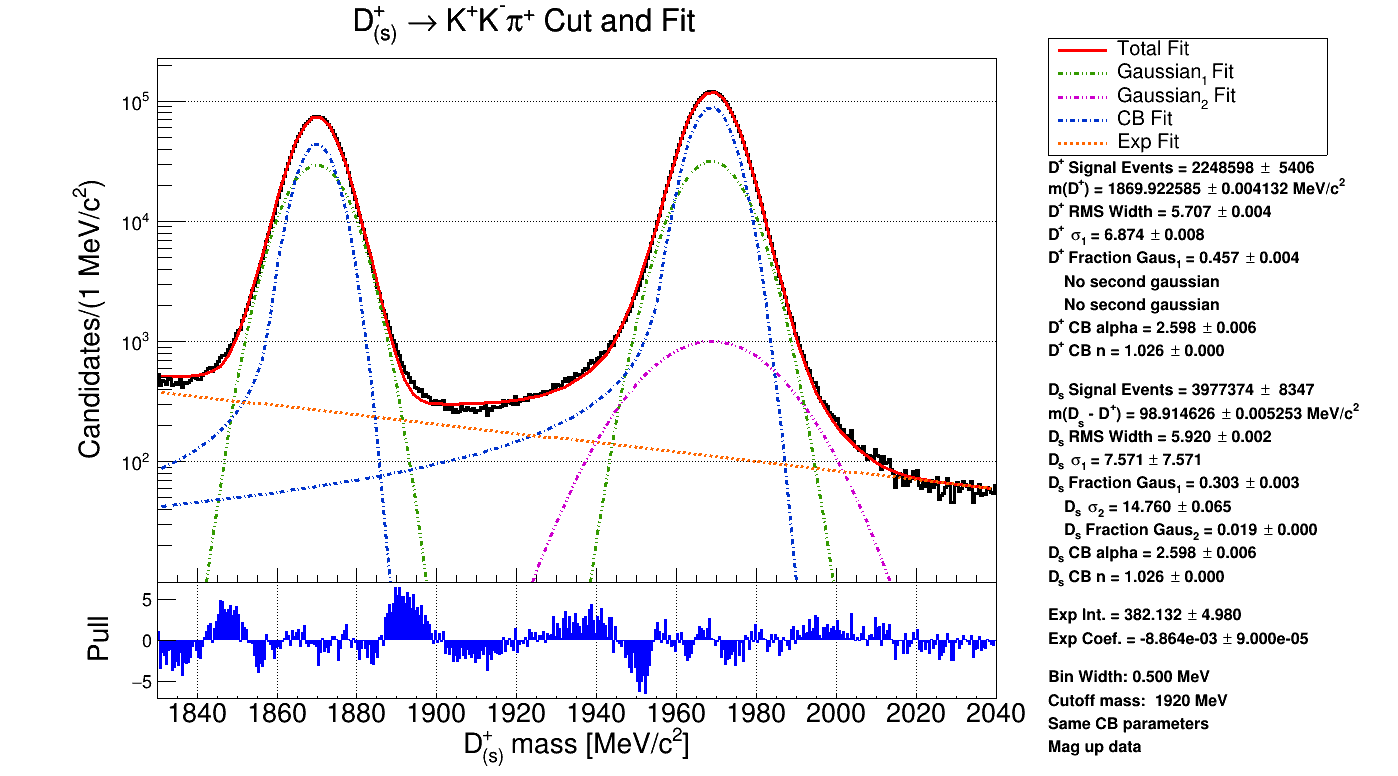 D⁺₍ₛ₎ → K⁺K⁻π⁺ Cut and Fit
Candidates/(1 MeV/c²)
10⁵
10⁴
10³
10²
Pull
5
0
−5
1840 1860 1880 1900 1920 1940 1960 1980 2000 2020 2040
D⁺₍ₛ₎ mass [MeV/c²]
Total Fit
Gaussian₁ Fit
Gaussian₂ Fit
CB Fit
Exp Fit
D⁺ Signal Events = 2248598 ± 5406
m(D⁺) = 1869.922585 ± 0.004132 MeV/c²
D⁺ RMS Width = 5.707 ± 0.004
D⁺ σ₁ = 6.874 ± 0.008
D⁺ Fraction Gaus₁ = 0.457 ± 0.004
No second gaussian
No second gaussian
D⁺ CB alpha = 2.598 ± 0.006
D⁺ CB n = 1.026 ± 0.000
Dₛ Signal Events = 3977374 ± 8347
m(Dₛ - D⁺) = 98.914626 ± 0.005253 MeV/c²
Dₛ RMS Width = 5.920 ± 0.002
Dₛ σ₁ = 7.571 ± 7.571
Dₛ Fraction Gaus₁ = 0.303 ± 0.003
Dₛ σ₂ = 14.760 ± 0.065
Dₛ Fraction Gaus₂ = 0.019 ± 0.000
Dₛ CB alpha = 2.598 ± 0.006
Dₛ CB n = 1.026 ± 0.000
Exp Int. = 382.132 ± 4.980
Exp Coef. = -8.864e-03 ± 9.000e-05
Bin Width: 0.500 MeV
Cutoff mass: 1920 MeV
Same CB parameters
Mag up data